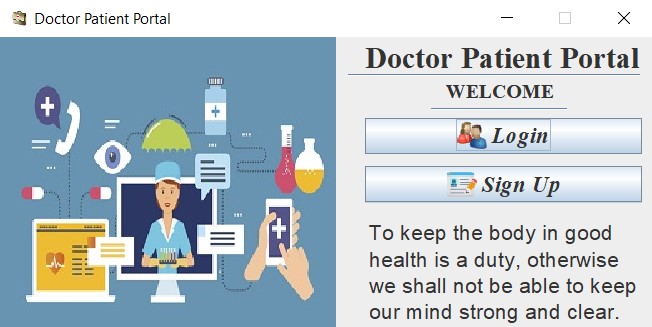 Doctor Patient Portal
Doctor Patient Portal
WELCOME
Login
Sign Up
To keep the body in good
health is a duty, otherwise
we shall not be able to keep
our mind strong and clear.